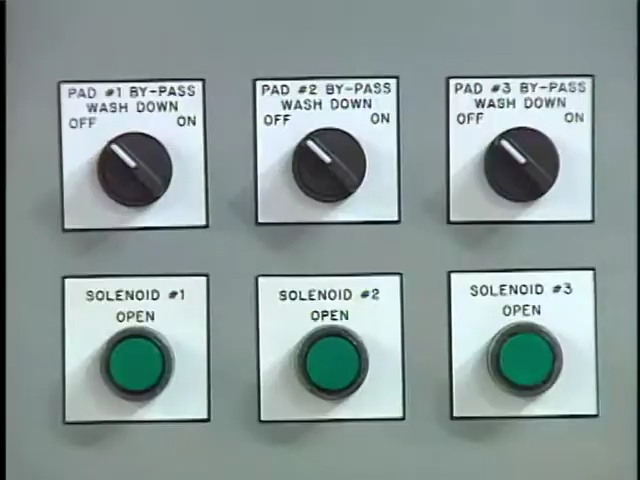 PAD #1 BY-PASS
WASH DOWN
OFF ON
PAD #2 BY-PASS
WASH DOWN
OFF ON
PAD #3 BY-PASS
WASH DOWN
OFF ON
SOLENOID #1
OPEN
SOLENOID #2
OPEN
SOLENOID #3
OPEN